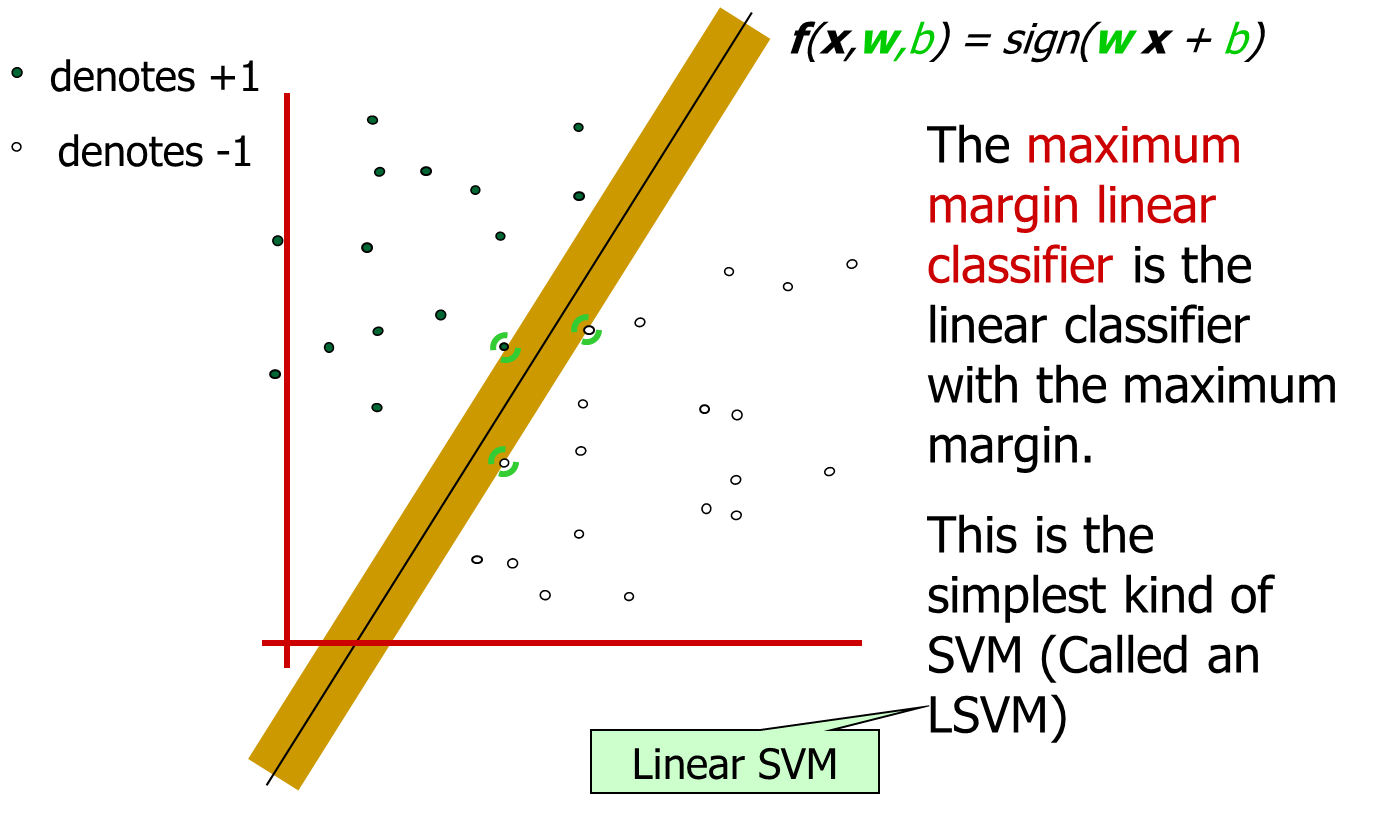 f(x,w,b) = sign(w x + b)
denotes +1
denotes -1
The maximum
margin linear
classifier is the
linear classifier
with the maximum
margin.
This is the
simplest kind of
SVM (Called an
LSVM)
Linear SVM